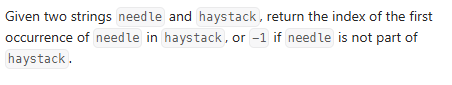 Given two strings needle and haystack, return the index of the first
occurrence of needle in haystack, or -1 if needle is not part of
haystack.